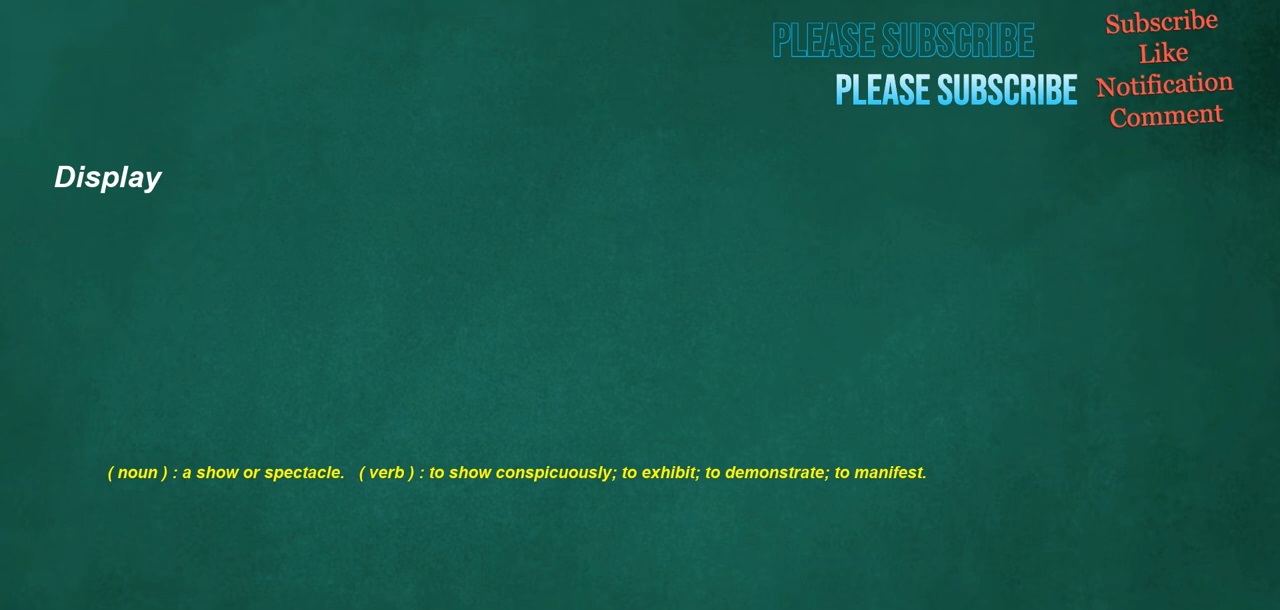 PLEASE SUBSCRIBE
PLEASE SUBSCRIBE
Subscribe
Like
Notification
Comment
Display
( noun ) : a show or spectacle.   ( verb ) : to show conspicuously; to exhibit; to demonstrate; to manifest.